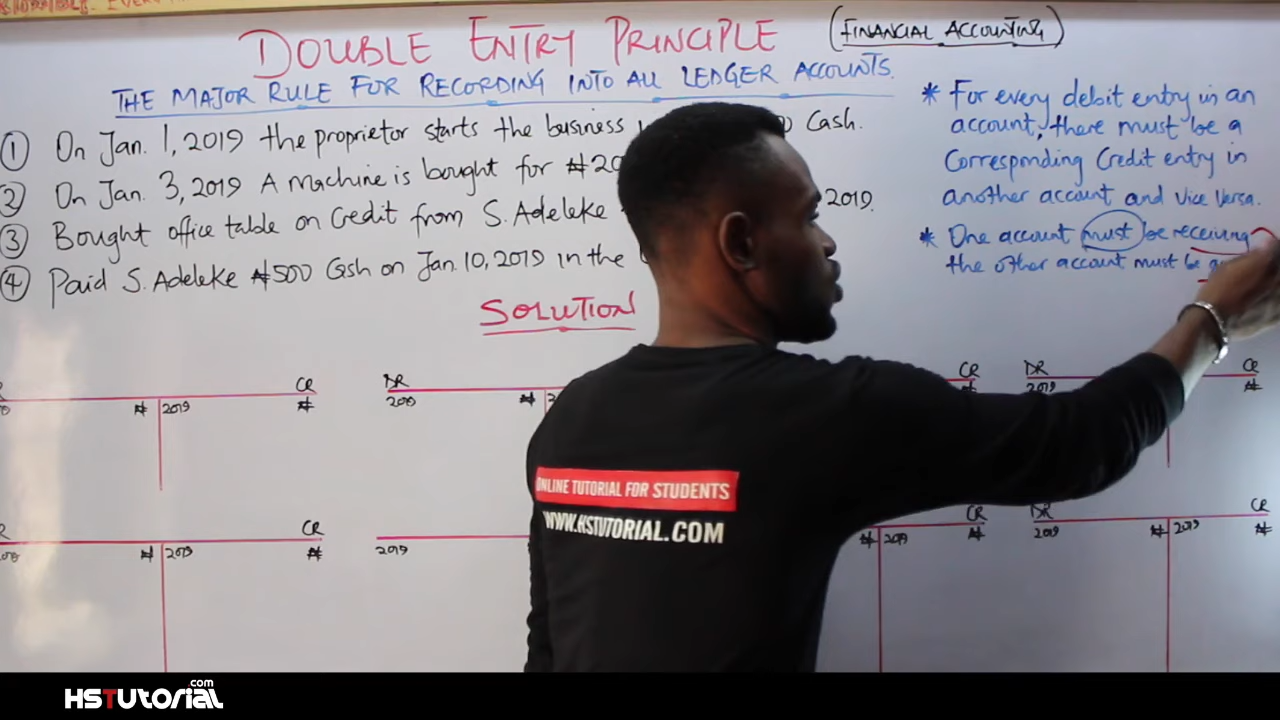 DOUBLE ENTRY PRINCIPLE (FINANCIAL ACCOUNTING)
THE MAJOR RULE FOR RECORDING INTO ALL LEDGER ACCOUNTS.
① On Jan. 1, 2019 the proprietor starts the business Cash.
② On Jan. 3, 2019 A Machine is bought for ₦20
③ Bought office table on Credit from S. Adeleke 2019.
④ Paid S. Adeleke ₦500 Cash on Jan. 10, 2019 in the
* For every debit entry in an
account, there must be a
Corresponding Credit entry in
another account and Vice Versa.
* One account must be receiving
the other account must be
SOLUTION
CR
₦ 2019 ₦
DR
2019 ₦
CR
DR CR
2019 ₦
CR
₦ 2019 ₦
2019
CR
₦ 2019 ₦
DR CR
2019 ₦ 2019 ₦
ONLINE TUTORIAL FOR STUDENTS
WWW.HSTUTORIAL.COM
HSTutorial.com